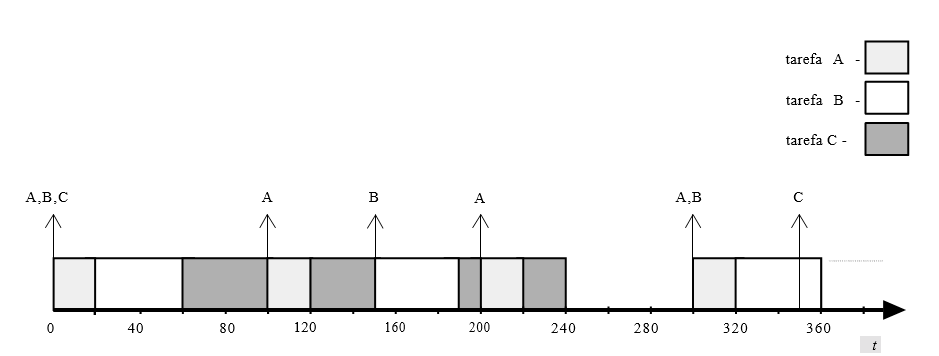 tarefa A -
tarefa B -
tarefa C -
A,B,C A B A A,B C
0 40 80 120 160 200 240 280 320 360
t